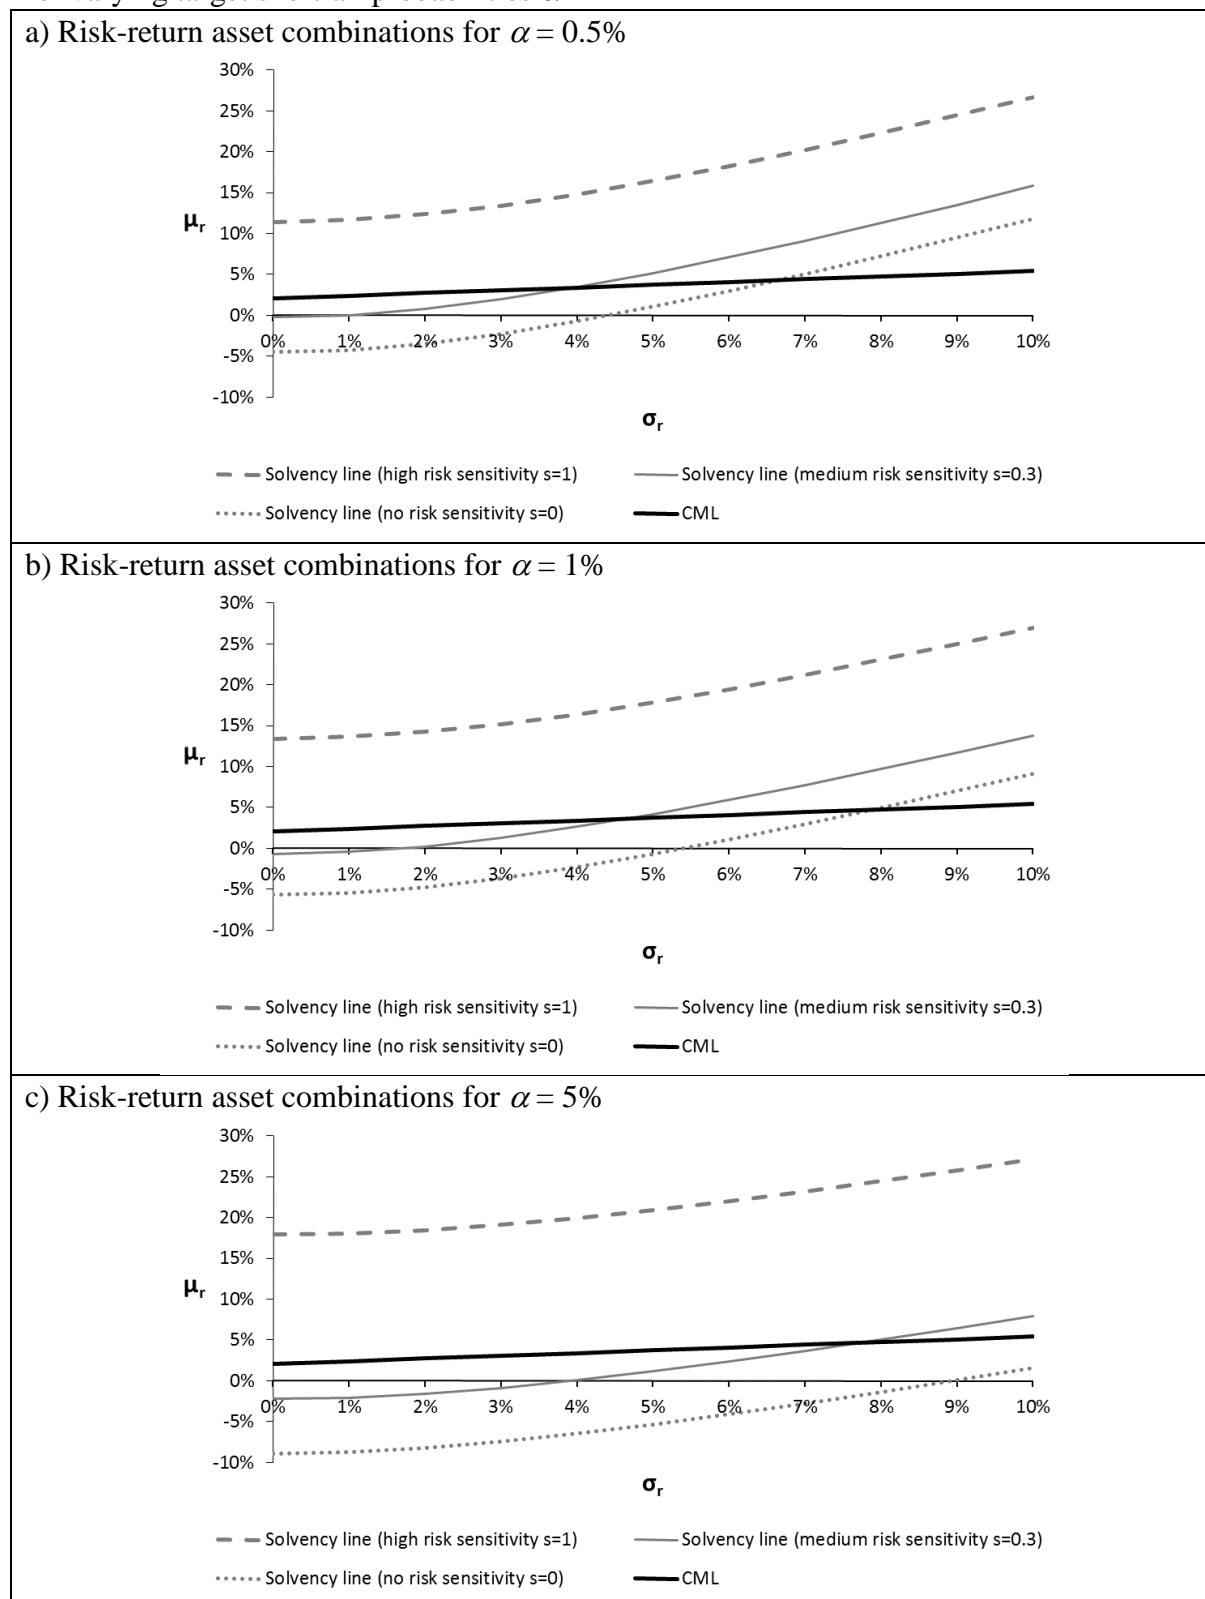 a) Risk-return asset combinations for α = 0.5%
30%
25%
20%
15%
μr 10%
5%
0%
0% 1% 2% 3% 4% 5% 6% 7% 8% 9% 10%
-5%
-10%
σr
Solvency line (high risk sensitivity s=1) Solvency line (medium risk sensitivity s=0.3)
Solvency line (no risk sensitivity s=0) CML
b) Risk-return asset combinations for α = 1%
30%
25%
20%
15%
μr 10%
5%
0%
0% 1% 2% 3% 4% 5% 6% 7% 8% 9% 10%
-5%
-10%
σr
Solvency line (high risk sensitivity s=1) Solvency line (medium risk sensitivity s=0.3)
Solvency line (no risk sensitivity s=0) CML
c) Risk-return asset combinations for α = 5%
30%
25%
20%
15%
μr 10%
5%
0%
0% 1% 2% 3% 4% 5% 6% 7% 8% 9% 10%
-5%
-10%
σr
Solvency line (high risk sensitivity s=1) Solvency line (medium risk sensitivity s=0.3)
Solvency line (no risk sensitivity s=0) CML